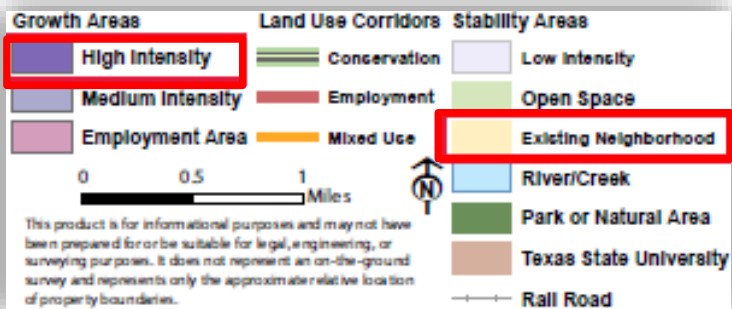 Growth Areas
High Intensity
Medium Intensity
Employment Area
0 0.5 1
Miles
This product is for informational purposes and may not have
been prepared for or be suitable for legal, engineering, or
surveying purposes. It does not represent an on-the-ground
survey and represents only the approximate relative location
of property boundaries.
Land Use Corridors
Conservation
Employment
Mixed Use
N
Stability Areas
Low Intensity
Open Space
Existing Neighborhood
River/Creek
Park or Natural Area
Texas State University
Rail Road